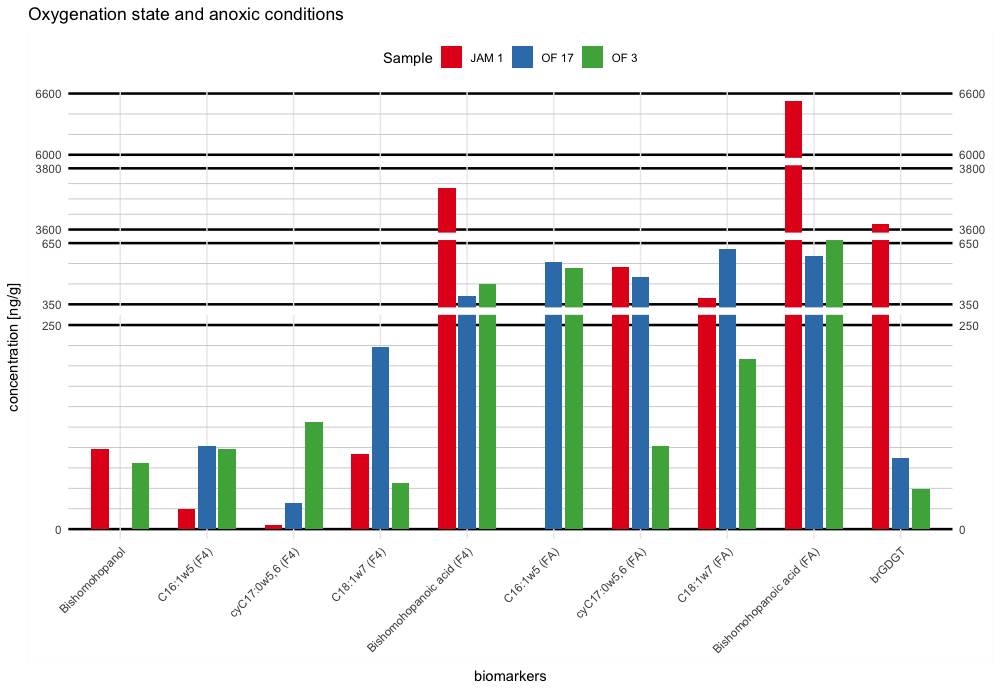 Oxygenation state and anoxic conditions
Sample JAM 1 OF 17 OF 3
6600 6600
6000 6000
3800 3800
3600 3600
650 650
350 350
250 250
0 0
concentration [ng/g]
Bishomohopanol
C16:1w5 (F4)
cyC17:0w5,6 (F4)
C18:1w7 (F4)
Bishomohopanoic acid (F4)
C16:1w5 (FA)
cyC17:0w5,6 (FA)
C18:1w7 (FA)
Bishomohopanoic acid (FA)
brGDGT
biomarkers